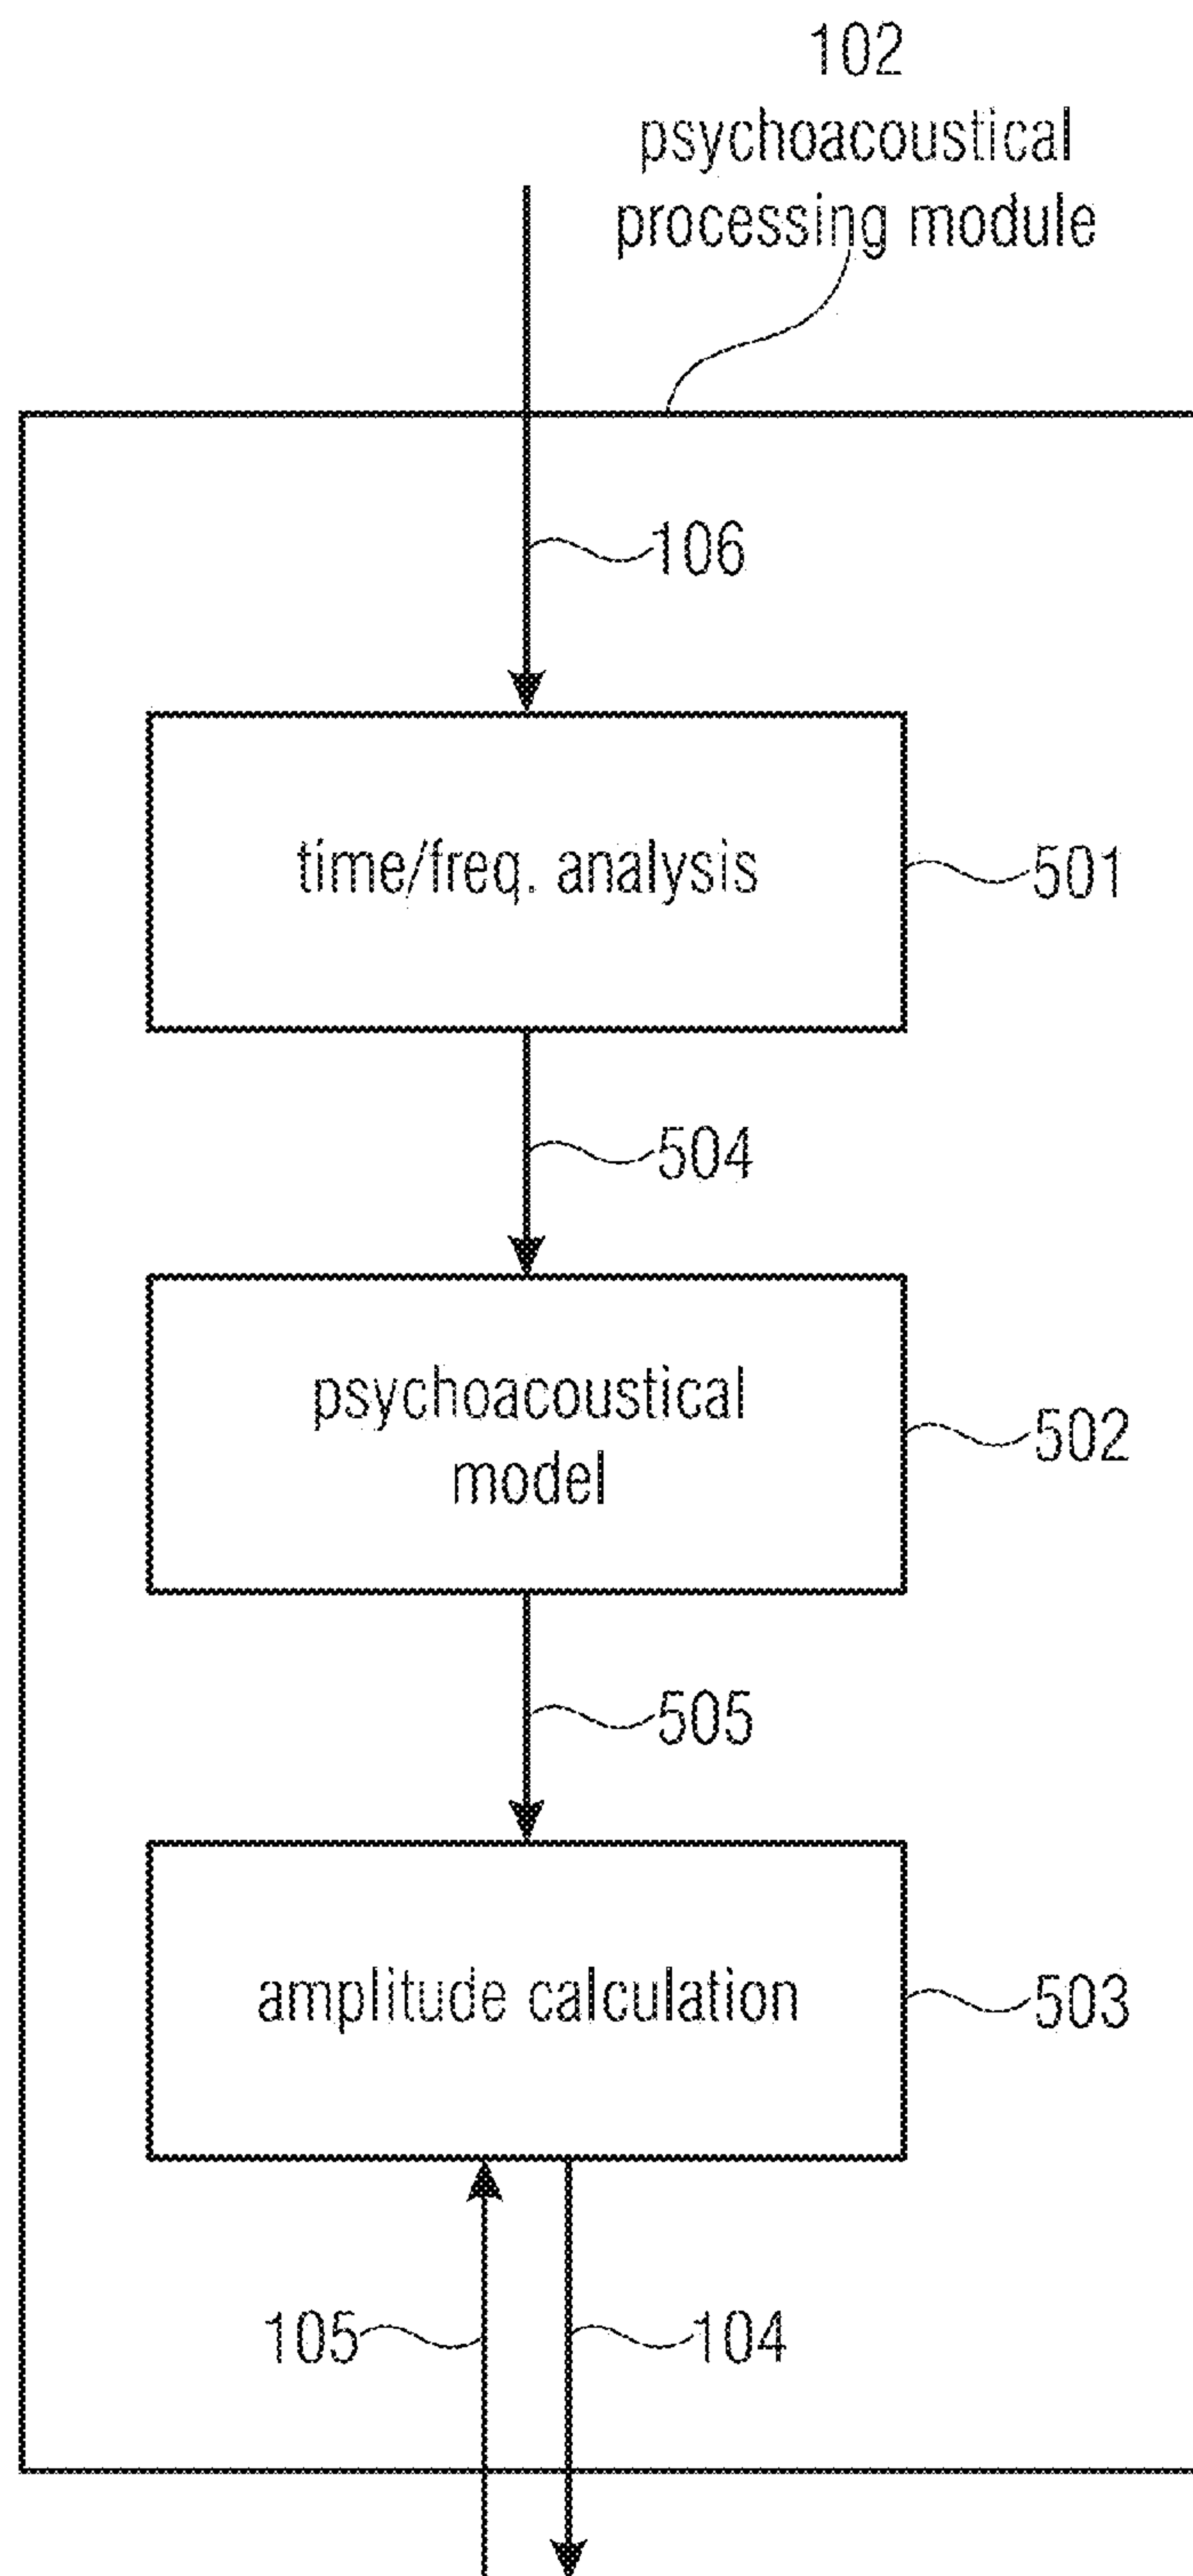 102
psychoacoustical
processing module
106
time/freq. analysis
501
504
psychoacoustical
model
502
505
amplitude calculation
503
105
104